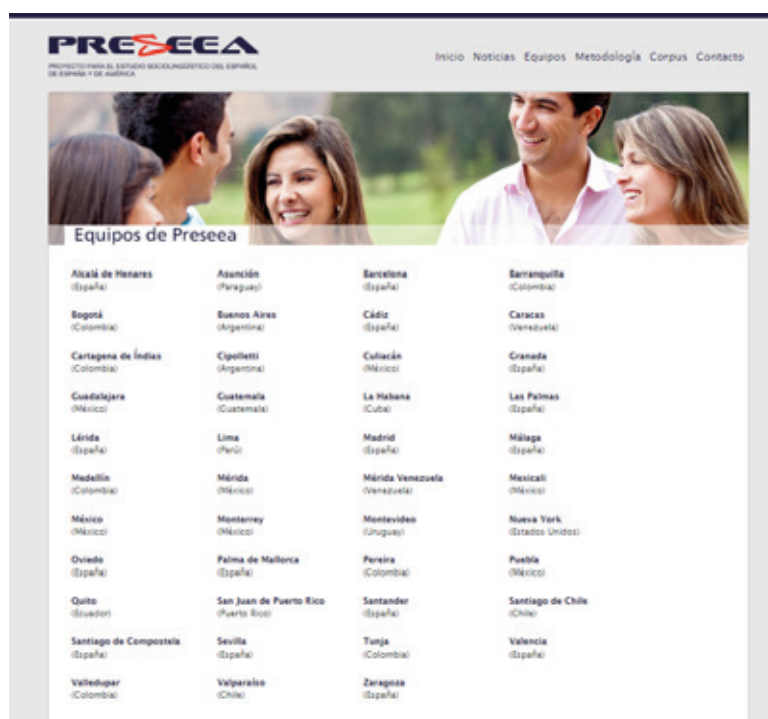 PRESEEA
PROYECTO PARA EL ESTUDIO SOCIOLINGÜÍSTICO DEL ESPAÑOL
DE ESPAÑA Y DE AMÉRICA
Inicio Noticias Equipos Metodología Corpus Contacto
Equipos de Preseea
Alcalá de Henares Asunción Barcelona Barranquilla
(España) (Paraguay) (España) (Colombia)
Bogotá Buenos Aires Cádiz Caracas
(Colombia) (Argentina) (España) (Venezuela)
Cartagena de Índias Cipolletti Culiacán Granada
(Colombia) (Argentina) (México) (España)
Guadalajara Guatemala La Habana Las Palmas
(México) (Guatemala) (Cuba) (España)
Lérida Lima Madrid Málaga
(España) (Perú) (España) (España)
Medellín Mérida Mérida Venezuela Mexicali
(Colombia) (México) (Venezuela) (México)
México Monterrey Montevideo Nueva York
(México) (México) (Uruguay) (Estados Unidos)
Oviedo Palma de Mallorca Pereira Puebla
(España) (España) (Colombia) (México)
Quito San Juan de Puerto Rico Santander Santiago de Chile
(Ecuador) (Puerto Rico) (España) (Chile)
Santiago de Compostela Sevilla Tunja Valencia
(España) (España) (Colombia) (España)
Valledupar Valparaíso Zaragoza
(Colombia) (Chile) (España)